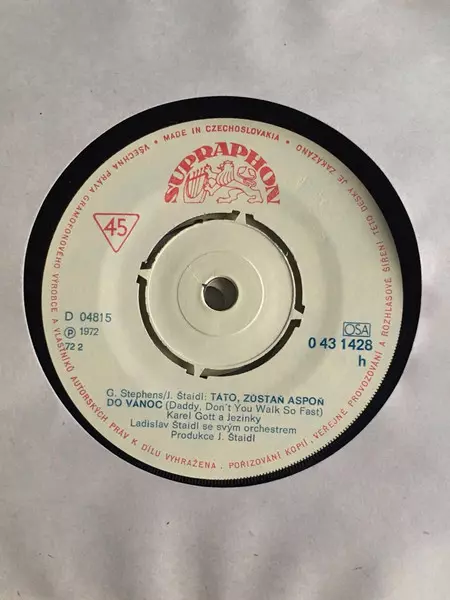 • MADE IN CZECHOSLOVAKIA •
SUPRAPHON
45
D 04815
Ⓟ 1972
72 2
OSA
0 43 1428
h
G. Stephens/J. Štaidl: TÁTO, ZŮSTAŇ ASPOŇ
DO VÁNOC (Daddy, Don't You Walk So Fast)
Karel Gott a Jezinky
Ladislav Štaidl se svým orchestrem
Produkce J. Štaidl
VŠECHNA PRÁVA GRAMOFONOVÉHO VÝROBCE A VLASTNÍKŮ AUTORSKÝCH PRÁV K DÍLU VYHRAŽENA. POŘIZOVÁNÍ KOPIÍ, VEŘEJNÉ PROVOZOVÁNÍ A ROZHLASOVÉ ŠÍŘENÍ TÉTO DESKY JE ZAKÁZÁNO